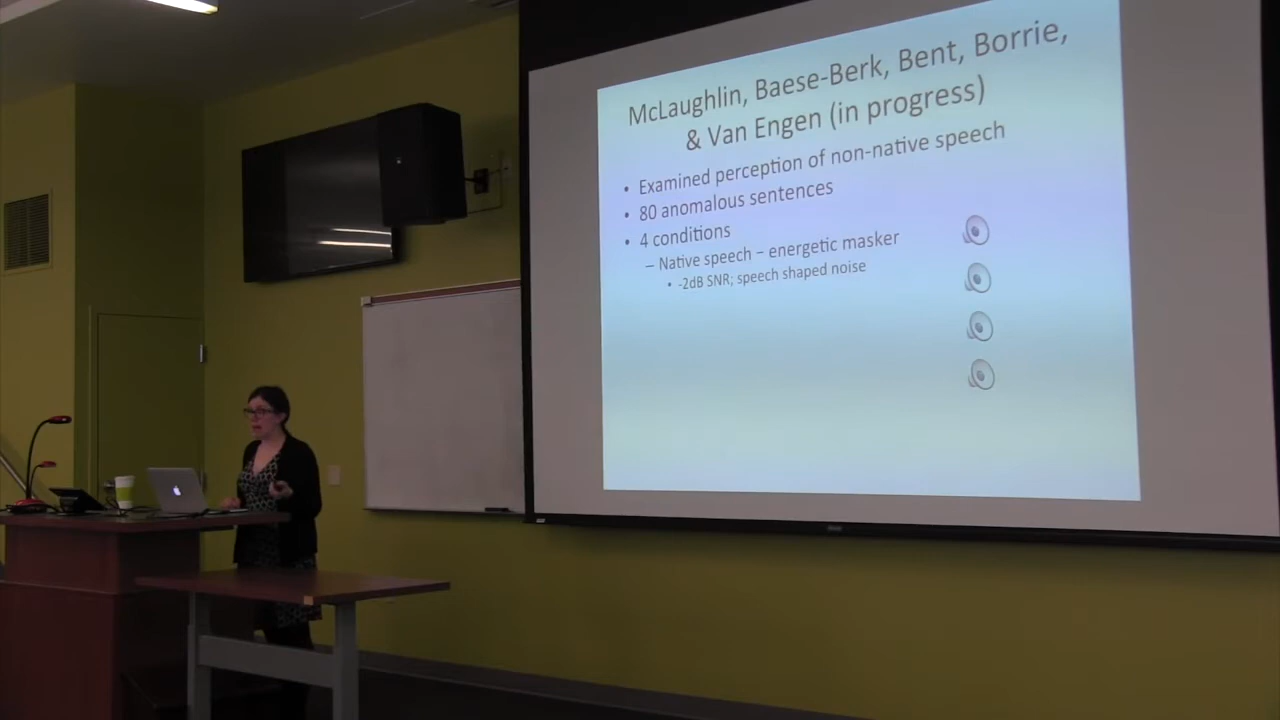 McLaughlin, Baese-Berk, Bent, Borrie,
& Van Engen (in progress)
• Examined perception of non-native speech
• 80 anomalous sentences
• 4 conditions
– Native speech – energetic masker
• -2dB SNR; speech shaped noise